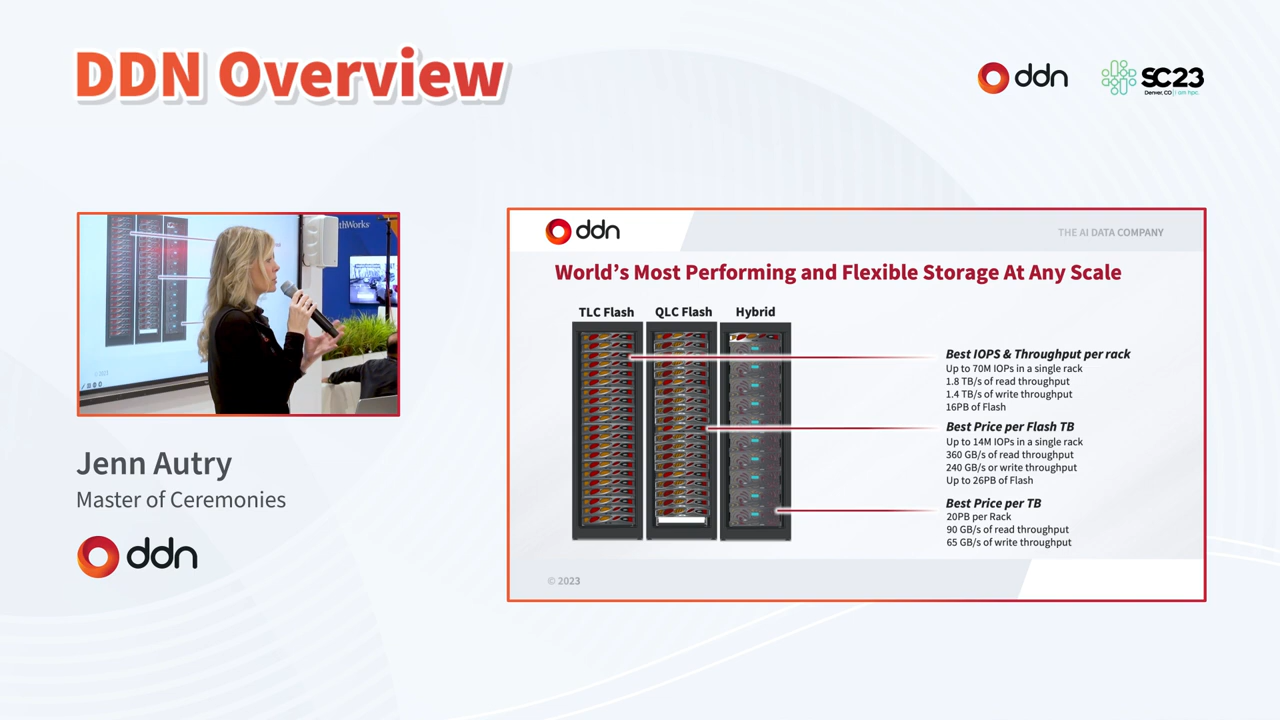 DDN Overview
ddn
SC23
Denver, CO | i am hpc.
thWorks
Jenn Autry
Master of Ceremonies
ddn
ddn
THE AI DATA COMPANY
World's Most Performing and Flexible Storage At Any Scale
TLC Flash
QLC Flash
Hybrid
Best IOPS & Throughput per rack
Up to 70M IOPs in a single rack
1.8 TB/s of read throughput
1.4 TB/s of write throughput
16PB of Flash
Best Price per Flash TB
Up to 14M IOPs in a single rack
360 GB/s of read throughput
240 GB/s or write throughput
Up to 26PB of Flash
Best Price per TB
20PB per Rack
90 GB/s of read throughput
65 GB/s of write throughput
© 2023